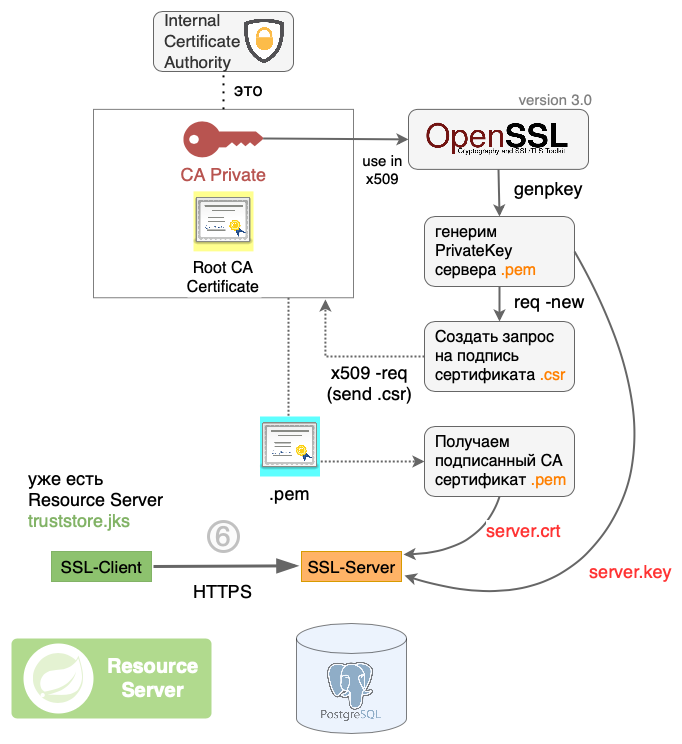 Internal
Certificate
Authority
это
version 3.0
OpenSSL
Cryptography and SSL/TLS Toolkit
CA Private
use in
x509
genpkey
Root CA
Certificate
генерим
PrivateKey
сервера .pem
req -new
Создать запрос
на подпись
сертификата .csr
x509 -req
(send .csr)
.pem
Получаем
подписанный CA
сертификат .pem
уже есть
Resource Server
truststore.jks
server.crt
6
SSL-Client
SSL-Server
HTTPS
server.key
Resource
Server
PostgreSQL